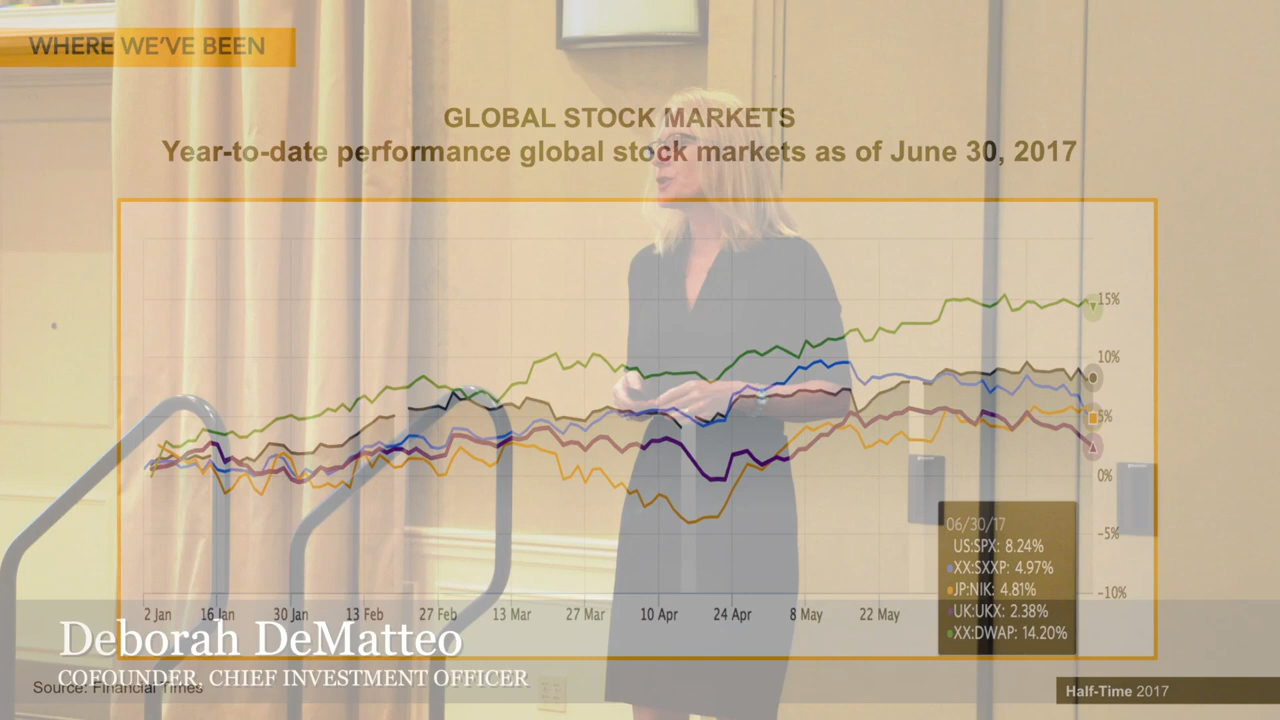 WHERE WE'VE BEEN
GLOBAL STOCK MARKETS
Year-to-date performance global stock markets as of June 30, 2017
15%
10%
5%
0%
-5%
-10%
06/30/17
US:SPX: 8.24%
XX:SXXP: 4.97%
JP:NIK: 4.81%
UK:UKX: 2.38%
XX:DWAP: 14.20%
2 Jan 16 Jan 30 Jan 13 Feb 27 Feb 13 Mar 27 Mar 10 Apr 24 Apr 8 May 22 May
Deborah DeMatteo
COFOUNDER, CHIEF INVESTMENT OFFICER
Source: Financial Times
Half-Time 2017